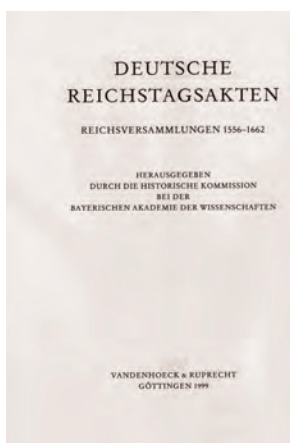 DEUTSCHE
REICHSTAGSAKTEN
REICHSVERSAMMLUNGEN 1556–1662
HERAUSGEGEBEN
DURCH DIE HISTORISCHE KOMMISSION
BEI DER
BAYERISCHEN AKADEMIE DER WISSENSCHAFTEN
VANDENHOECK & RUPRECHT
GÖTTINGEN 1999